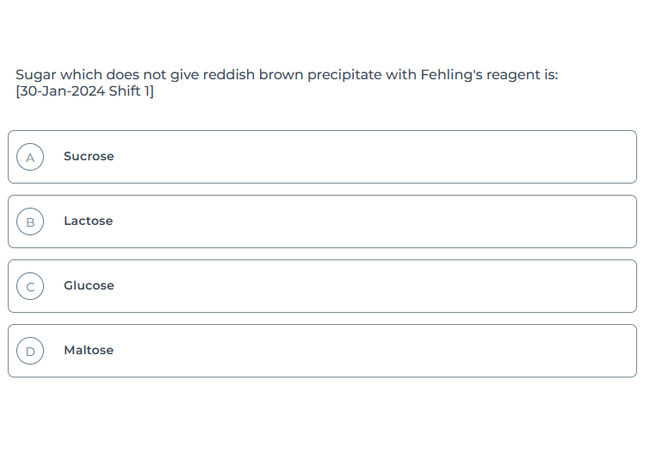 Sugar which does not give reddish brown precipitate with Fehling's reagent is:
[30-Jan-2024 Shift 1]
A Sucrose
B Lactose
C Glucose
D Maltose